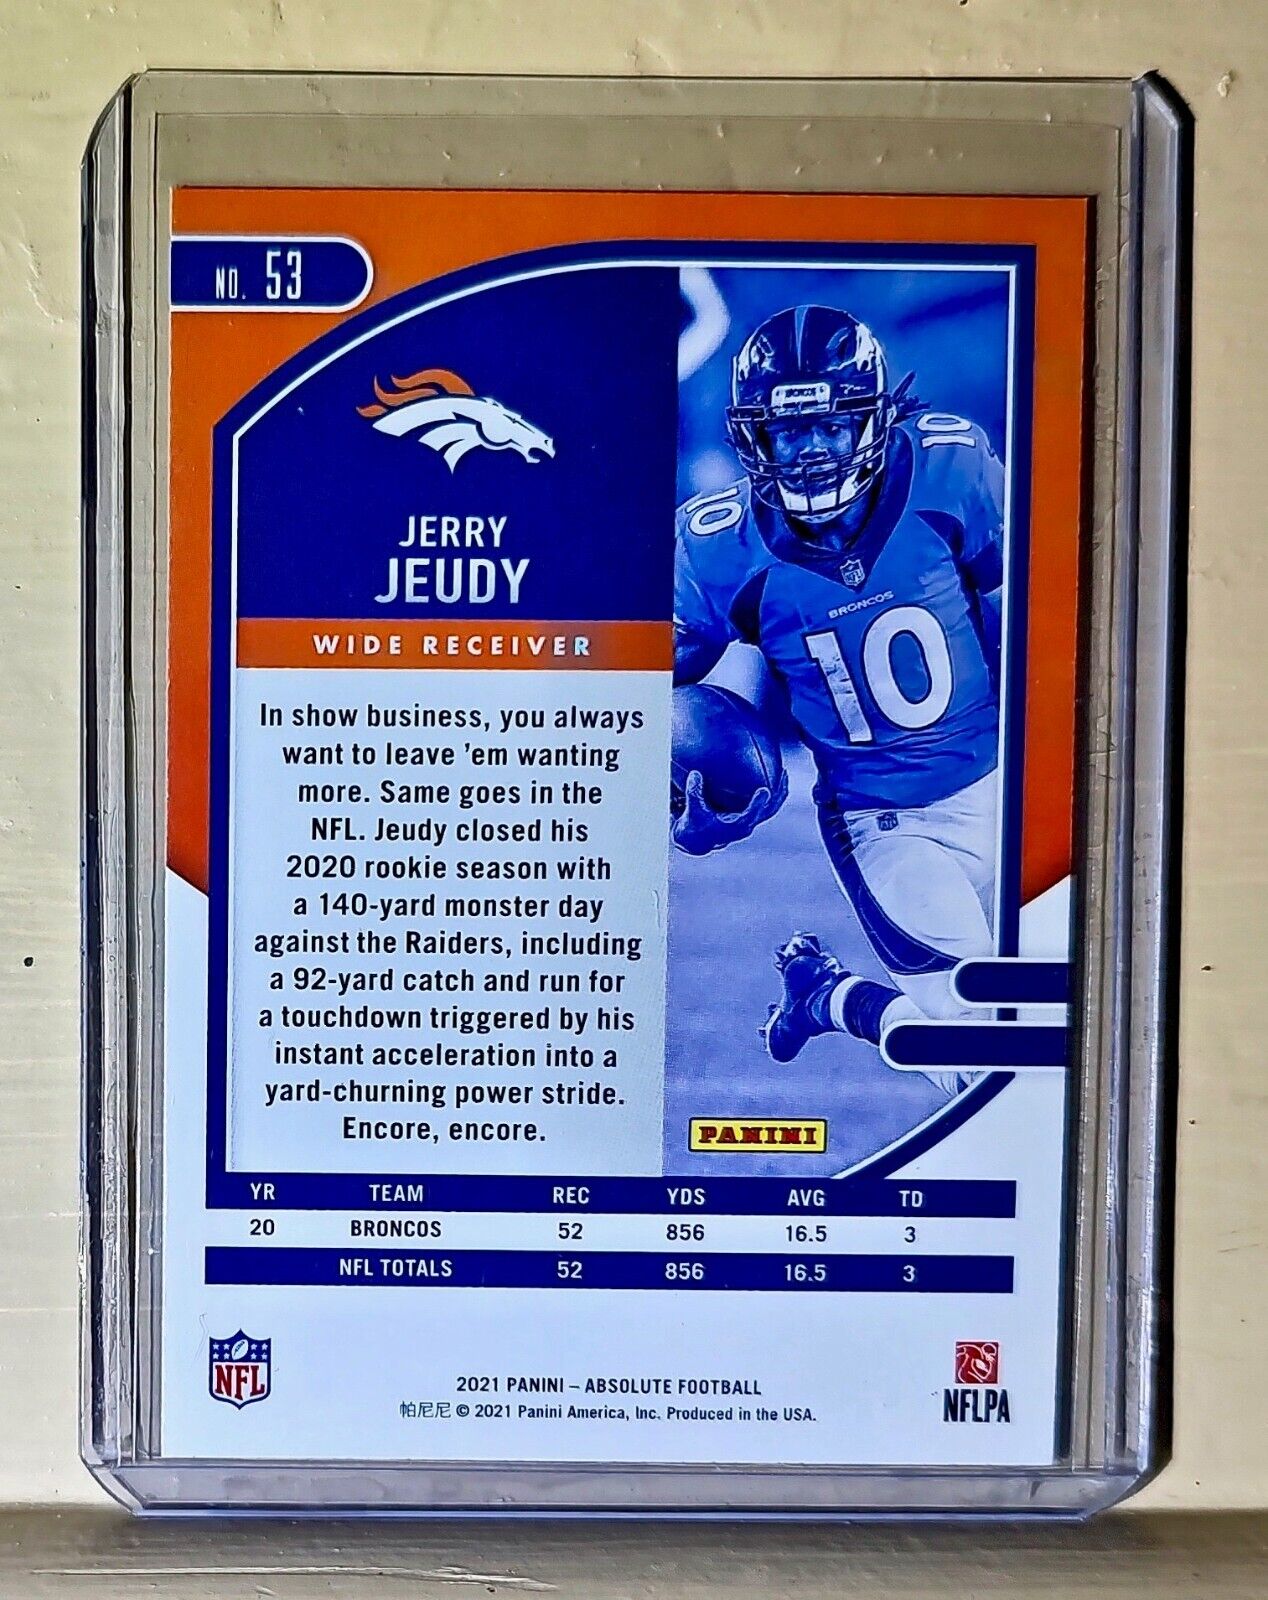 NO. 53
JERRY
JEUDY
WIDE RECEIVER
In show business, you always
want to leave 'em wanting
more. Same goes in the
NFL. Jeudy closed his
2020 rookie season with
a 140-yard monster day
against the Raiders, including
a 92-yard catch and run for
a touchdown triggered by his
instant acceleration into a
yard-churning power stride.
Encore, encore.
BRONCOS
10
10
NFL
BRONCOS
10
PANINI
YR TEAM REC YDS AVG TD
20 BRONCOS 52 856 16.5 3
NFL TOTALS 52 856 16.5 3
NFL
2021 PANINI – ABSOLUTE FOOTBALL
帕尼尼 © 2021 Panini America, Inc. Produced in the USA.
NFLPA